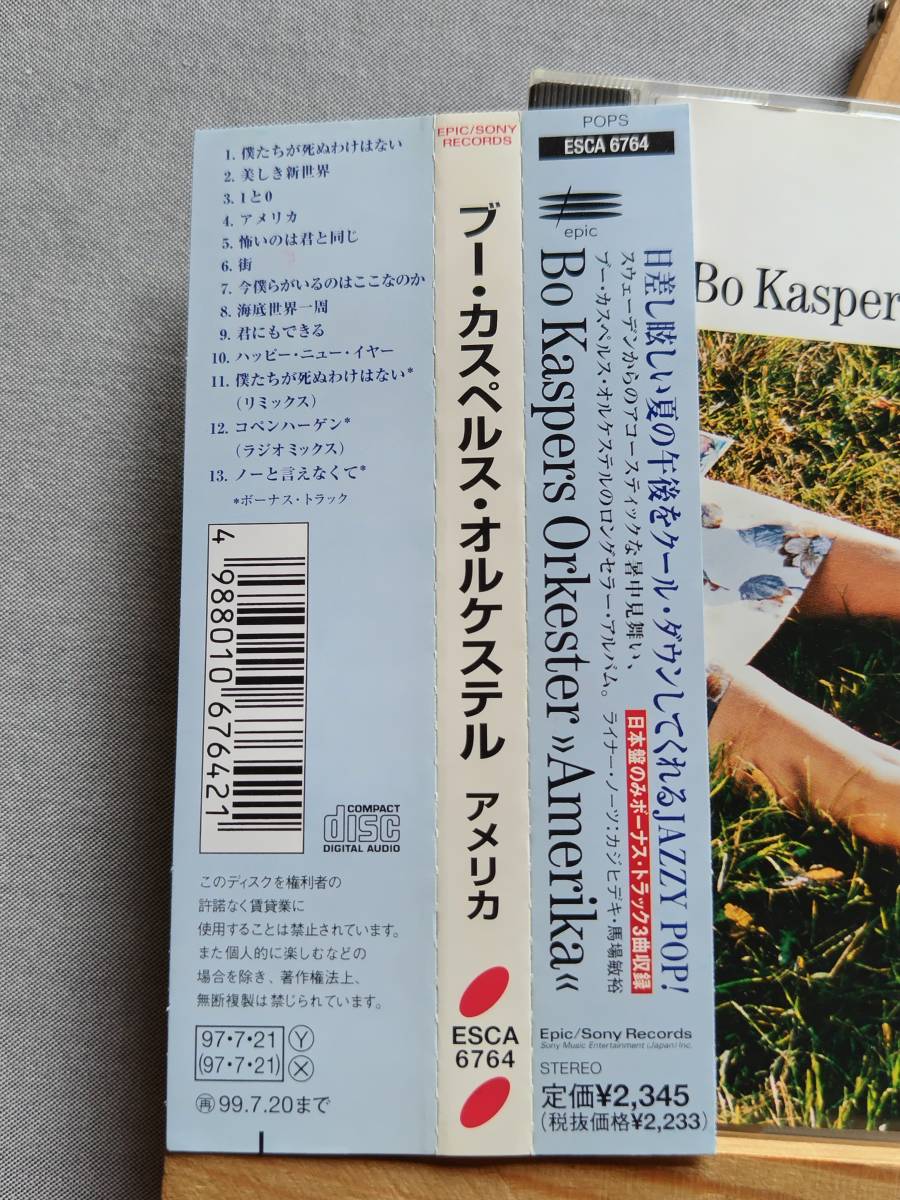 1. 僕たちが死ぬわけはない
2. 美しき新世界
3. 1と0
4. アメリカ
5. 怖いのは君と同じ
6. 街
7. 今僕らがいるのはここなのか
8. 海底世界一周
9. 君にもできる
10. ハッピー・ニュー・イヤー
11. 僕たちが死ぬわけはない*
(リミックス)
12. コペンハーゲン*
(ラジオミックス)
13. ノーと言えなくて*
*ボーナス・トラック
4 988010 676421
COMPACT
disc
DIGITAL AUDIO
このディスクを権利者の
許諾なく賃貸業に
使用することは禁止されています。
また個人的に楽しむなどの
場合を除き、著作権法上、
無断複製は禁じられています。
97・7・21 Y
(97・7・21) X
再 99.7.20まで
EPIC/SONY
RECORDS
ブー・カスペルス・オルケステル アメリカ
ESCA
6764
POPS
ESCA 6764
epic
日差し眩しい夏の午後をクール・ダウンしてくれるJAZZY POP!
スウェーデンからのアコースティックな暑中見舞い、
ブー・カスペルス・オルケステルのロングセラー・アルバム。
日本盤のみボーナス・トラック3曲収録
ライナー・ノーツ:カジヒデキ・馬場敏裕
Bo Kaspers Orkester »Amerika«
Epic/Sony Records
Sony Music Entertainment (Japan) Inc.
STEREO
定価¥2,345
(税抜価格¥2,233)
Bo Kasper